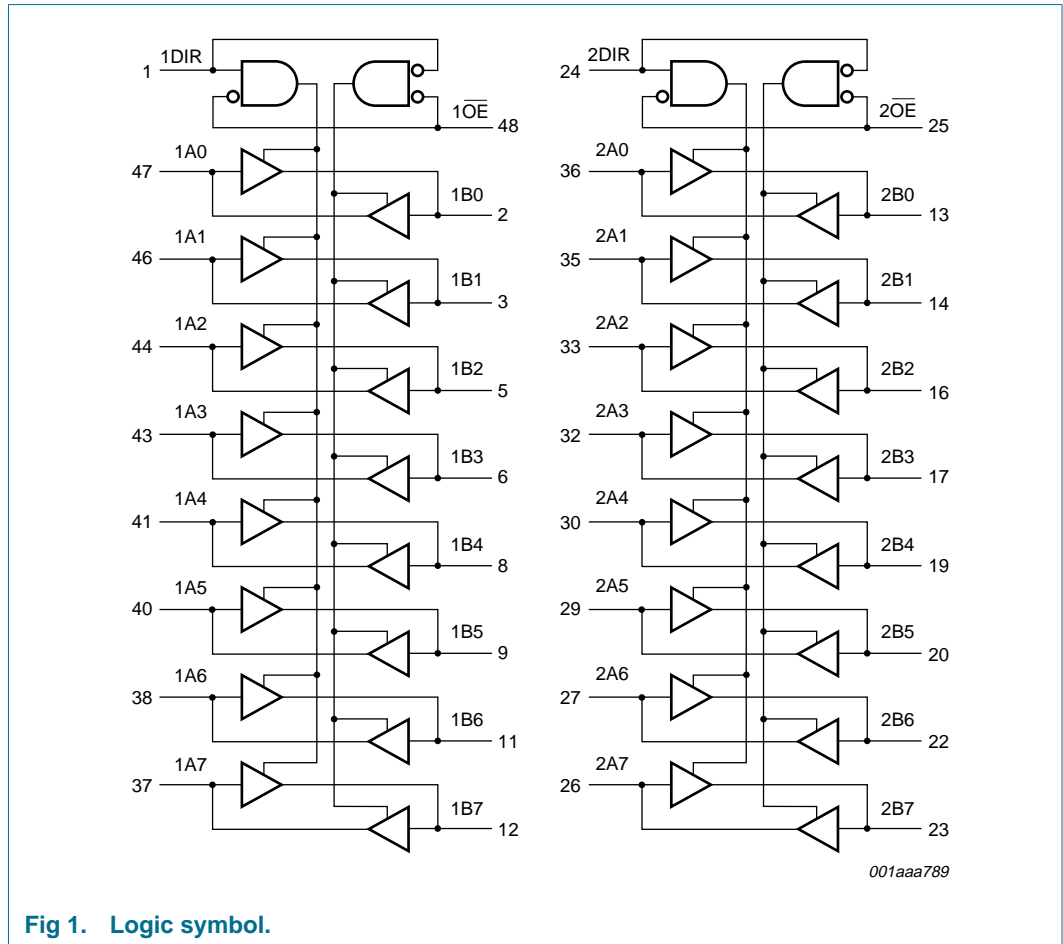 1DIR 2DIR
1 24
1OE 2OE
48 25
1A0 2A0
47 36
1B0 2B0
2 13
1A1 2A1
46 35
1B1 2B1
3 14
1A2 2A2
44 33
1B2 2B2
5 16
1A3 2A3
43 32
1B3 2B3
6 17
1A4 2A4
41 30
1B4 2B4
8 19
1A5 2A5
40 29
1B5 2B5
9 20
1A6 2A6
38 27
1B6 2B6
11 22
1A7 2A7
37 26
1B7 2B7
12 23
001aaa789
Fig 1. Logic symbol.